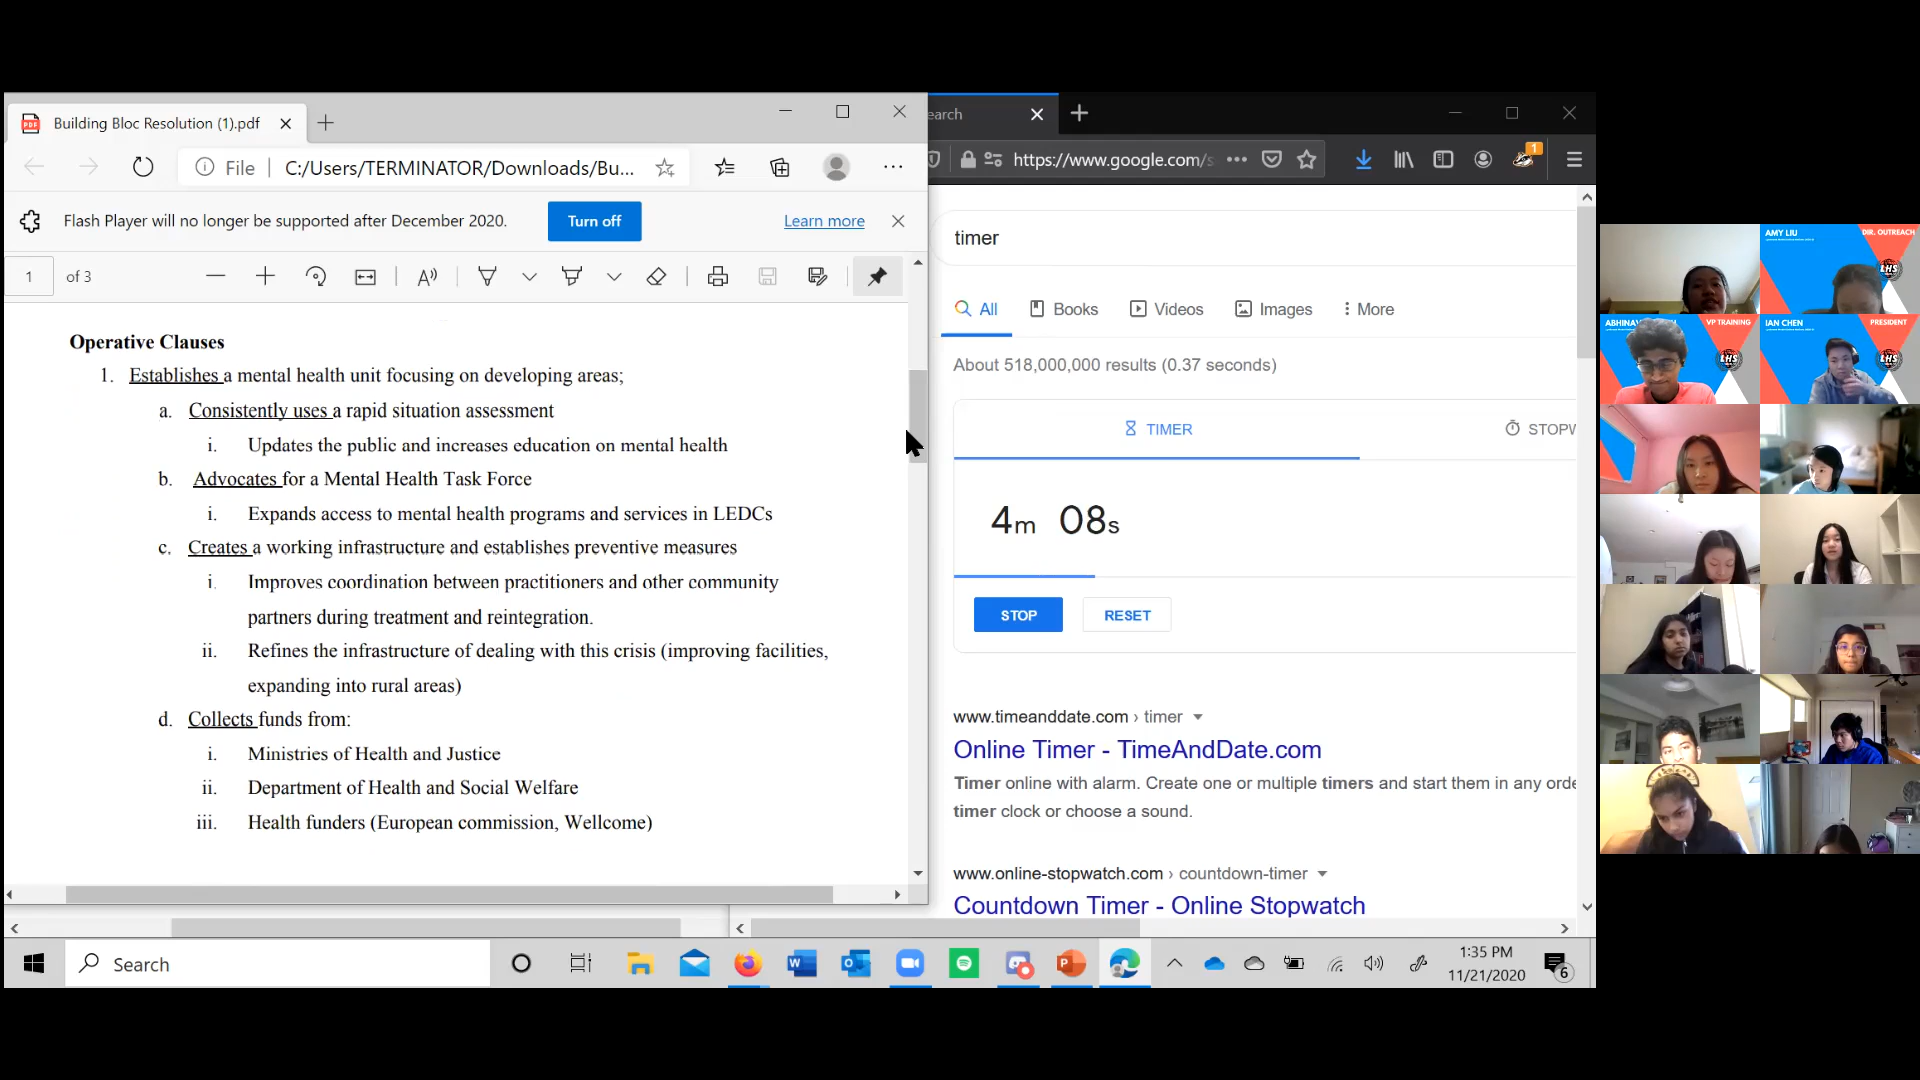 Building Bloc Resolution (1).pdf
File
C:/Users/TERMINATOR/Downloads/Bu...
Flash Player will no longer be supported after December 2020.
Turn off
Learn more
1 of 3
Operative Clauses
1. Establishes a mental health unit focusing on developing areas;
a. Consistently uses a rapid situation assessment
i. Updates the public and increases education on mental health
b. Advocates for a Mental Health Task Force
i. Expands access to mental health programs and services in LEDCs
c. Creates a working infrastructure and establishes preventive measures
i. Improves coordination between practitioners and other community
partners during treatment and reintegration.
ii. Refines the infrastructure of dealing with this crisis (improving facilities,
expanding into rural areas)
d. Collects funds from:
i. Ministries of Health and Justice
ii. Department of Health and Social Welfare
iii. Health funders (European commission, Wellcome)
earch
https://www.google.com/s
1
timer
All Books Videos Images More
About 518,000,000 results (0.37 seconds)
TIMER STOPW
4m 08s
STOP RESET
www.timeanddate.com › timer
Online Timer - TimeAndDate.com
Timer online with alarm. Create one or multiple timers and start them in any orde
timer clock or choose a sound.
www.online-stopwatch.com › countdown-timer
Countdown Timer - Online Stopwatch
Search
1:35 PM
11/21/2020
6
AMY LIU DIR. OUTREACH
LHS
VP TRAINING
LHS
IAN CHEN PRESIDENT
LHS